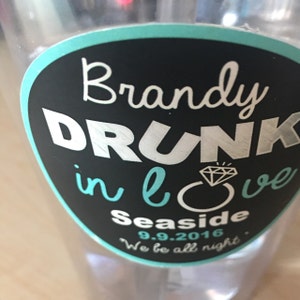 Brandy
DRUNK
in love
Seaside
9.9.2016
"We be all night"